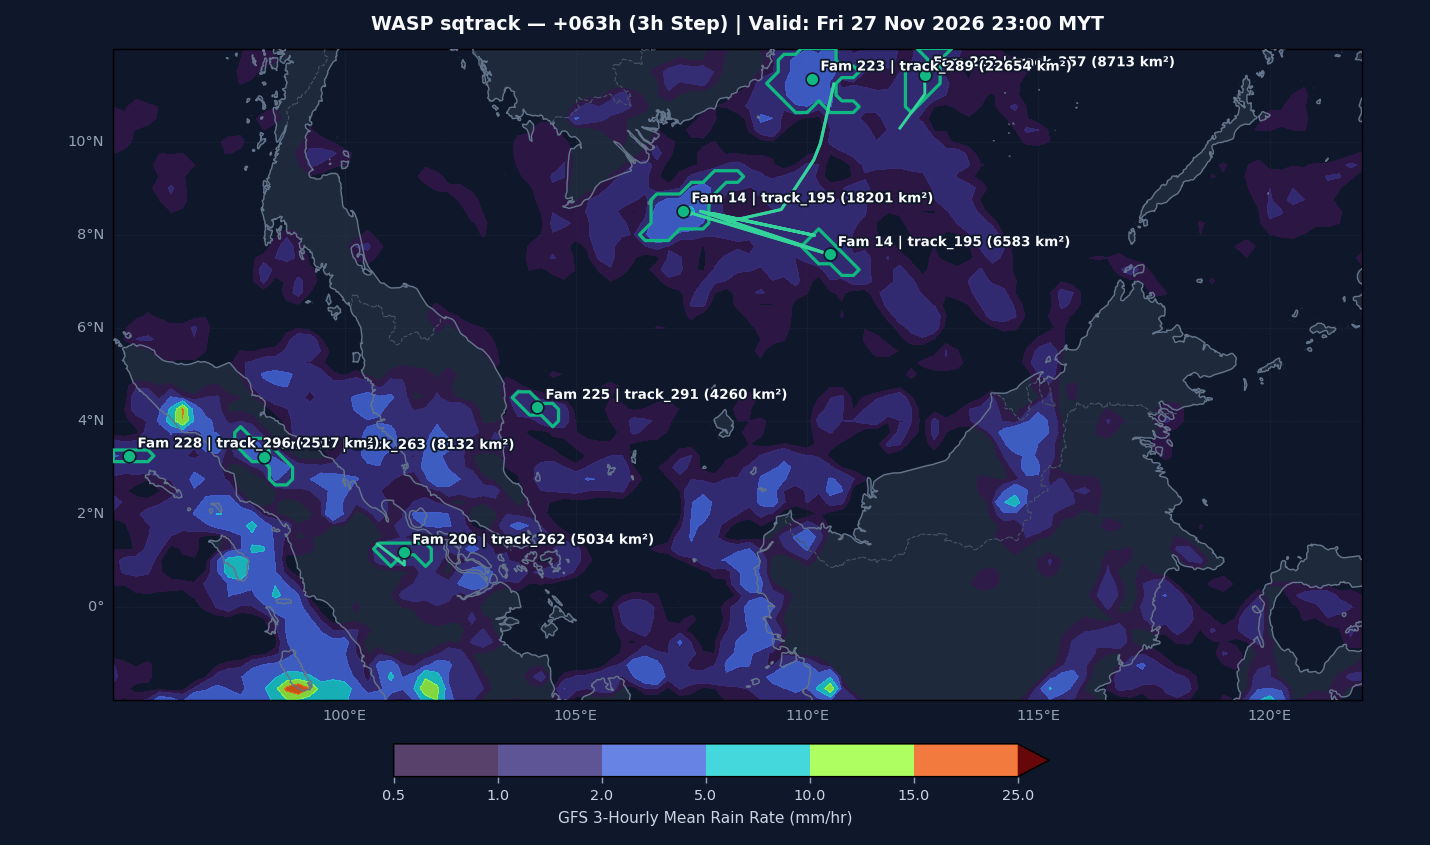 WASP sqtrack — +063h (3h Step) | Valid: Fri 27 Nov 2026 23:00 MYT
Fam 223 | track_289 (22654 km²)
257 (8713 km²)
Fam 14 | track_195 (18201 km²)
Fam 14 | track_195 (6583 km²)
Fam 225 | track_291 (4260 km²)
Fam 228 | track_296 (2517 km²)
263 (8132 km²)
Fam 206 | track_262 (5034 km²)
10°N
8°N
6°N
4°N
2°N
0°
100°E 105°E 110°E 115°E 120°E
0.5 1.0 2.0 5.0 10.0 15.0 25.0
GFS 3-Hourly Mean Rain Rate (mm/hr)